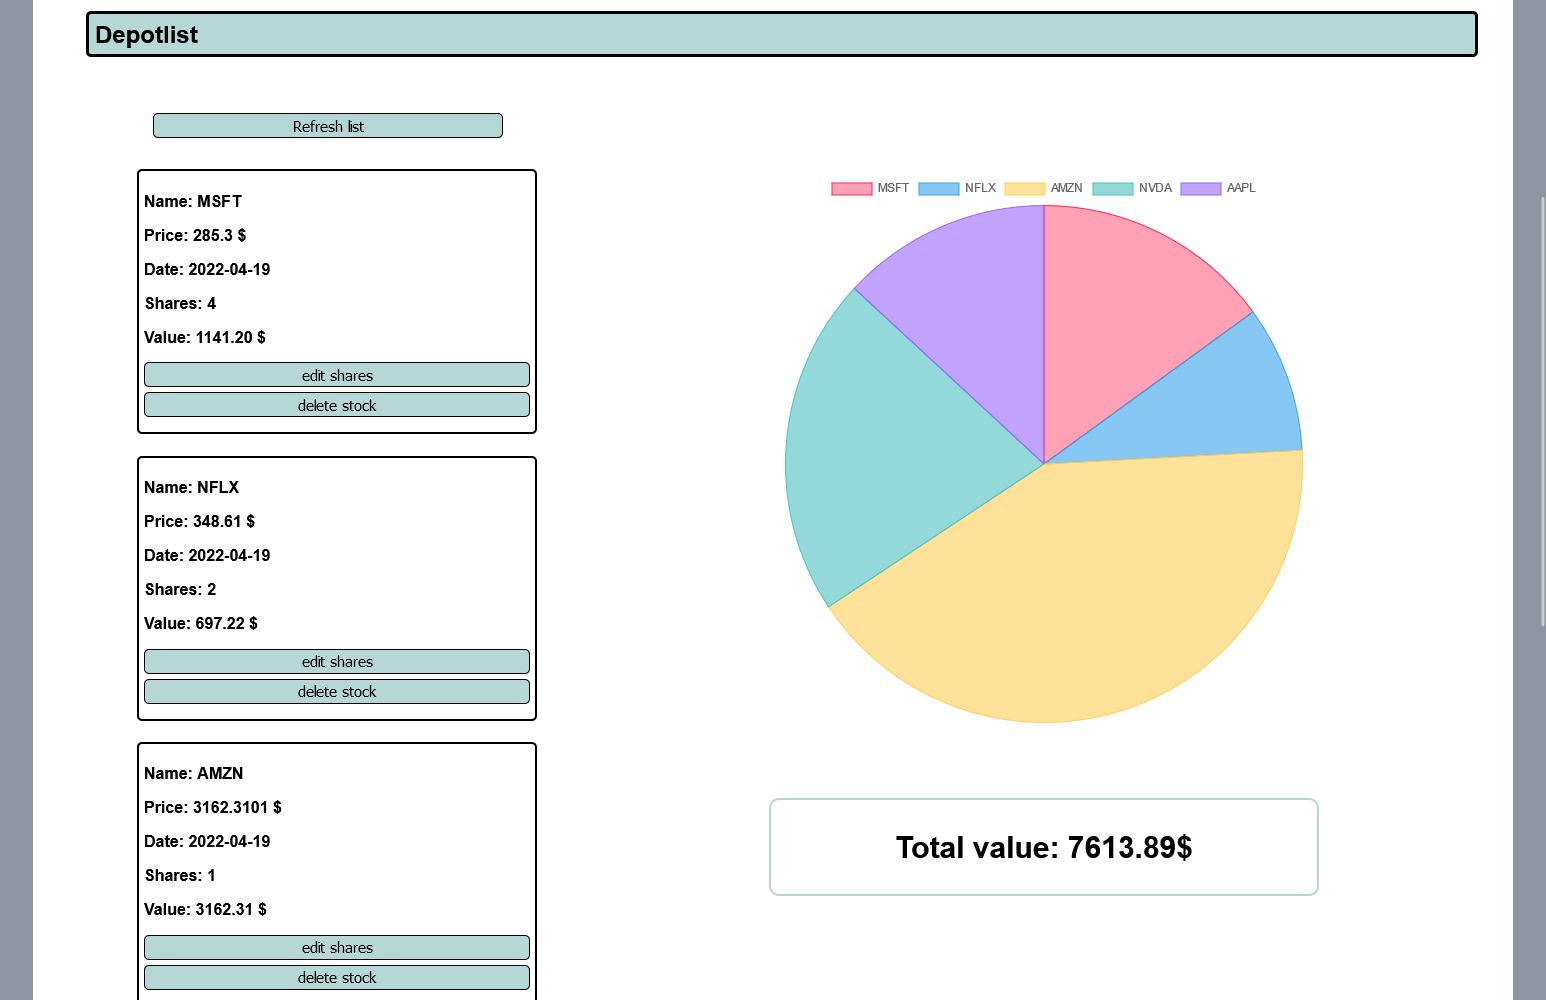 Depotlist
Refresh list
Name: MSFT
Price: 285.3 $
Date: 2022-04-19
Shares: 4
Value: 1141.20 $
edit shares
delete stock
Name: NFLX
Price: 348.61 $
Date: 2022-04-19
Shares: 2
Value: 697.22 $
edit shares
delete stock
Name: AMZN
Price: 3162.3101 $
Date: 2022-04-19
Shares: 1
Value: 3162.31 $
edit shares
delete stock
MSFT NFLX AMZN NVDA AAPL
Total value: 7613.89$